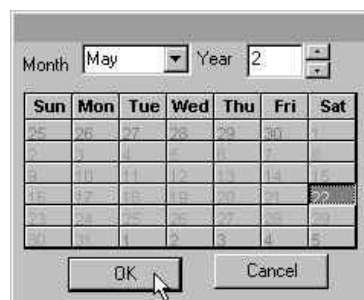 Month May Year 2
Sun Mon Tue Wed Thu Fri Sat
25 26 27 28 29 30 1
2 3 4 5 6 7 8
9 10 11 12 13 14 15
16 17 18 19 20 21 22
23 24 25 26 27 28 29
30 31 1 2 3 4 5
OK Cancel